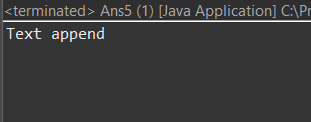 <terminated> Ans5 (1) [Java Application] C:\Pr
Text append